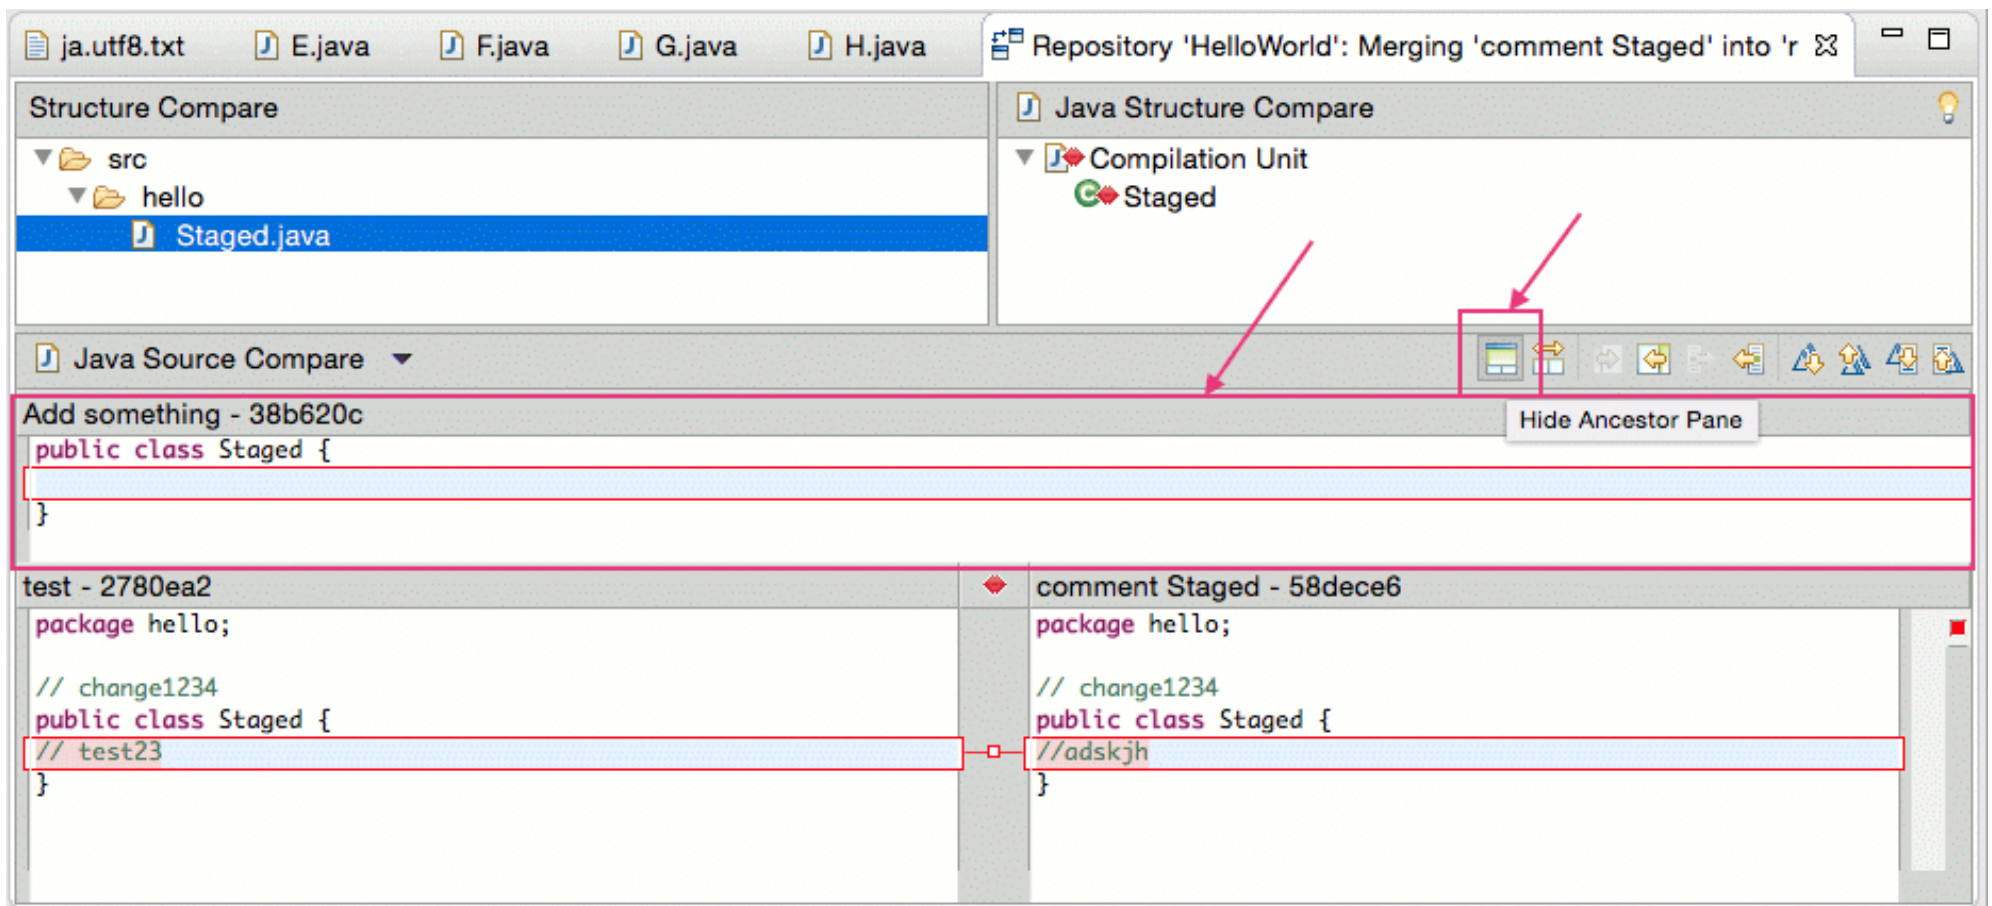 ja.utf8.txt E.java F.java G.java H.java Repository 'HelloWorld': Merging 'comment Staged' into 'r
Structure Compare
src
hello
Staged.java
Java Structure Compare
Compilation Unit
Staged
Java Source Compare
Hide Ancestor Pane
Add something - 38b620c
public class Staged {
}
test - 2780ea2
package hello;
// change1234
public class Staged {
// test23
}
comment Staged - 58dece6
package hello;
// change1234
public class Staged {
//adskjh
}